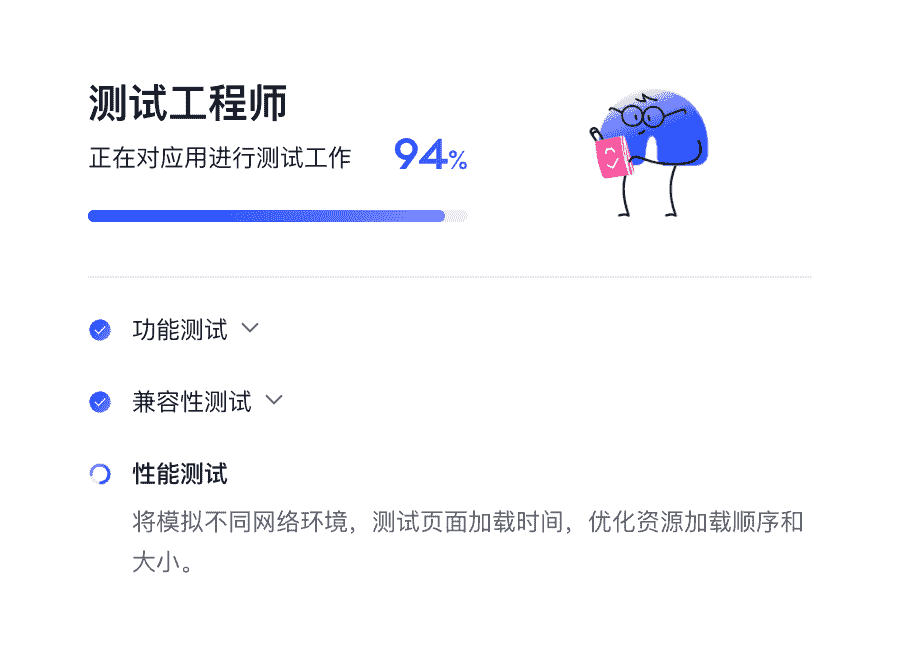 测试工程师
正在对应用进行测试工作 94%
功能测试
兼容性测试
性能测试
将模拟不同网络环境，测试页面加载时间，优化资源加载顺序和
大小。